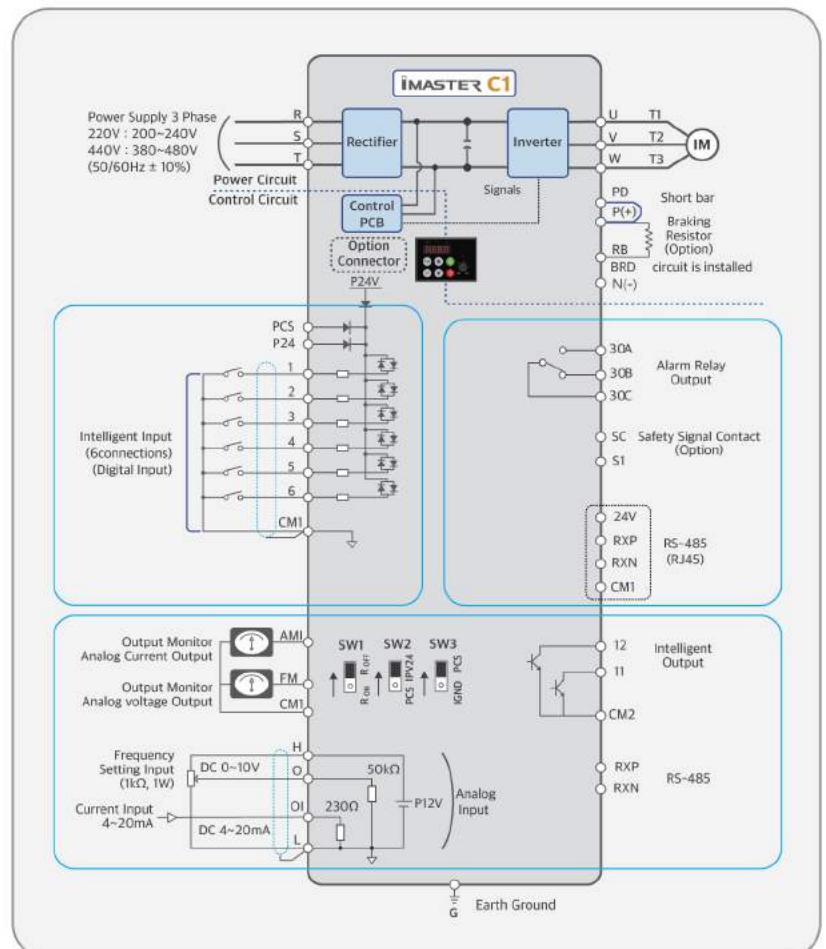 iMASTER C1
Power Supply 3 Phase
220V : 200~240V
440V : 380~480V
(50/60Hz ± 10%)
R
S
T
Rectifier
Inverter
U T1
V T2
W T3
IM
Power Circuit
Control Circuit
Signals
Control
PCB
Option
Connector
P24V
PD
Short bar
P(+)
Braking
Resistor
(Option)
RB
BRD circuit is installed
N(-)
PCS
P24
1
2
3
4
5
6
CM1
Intelligent Input
(6connections)
(Digital Input)
30A
30B
30C
Alarm Relay
Output
SC Safety Signal Contact
(Option)
S1
24V
RXP
RXN
CM1
RS-485
(RJ45)
Output Monitor
Analog Current Output
AMI
Output Monitor
Analog voltage Output
FM
CM1
SW1
R OFF
R ON
SW2
IPV24
PCS
SW3
PCS
IGND
12
11
CM2
Intelligent
Output
Frequency
Setting Input
(1kΩ, 1W)
DC 0~10V
H
O
50kΩ
P12V
Analog
Input
Current Input
4~20mA
OI
230Ω
DC 4~20mA
L
RXP
RXN
RS-485
G
Earth Ground